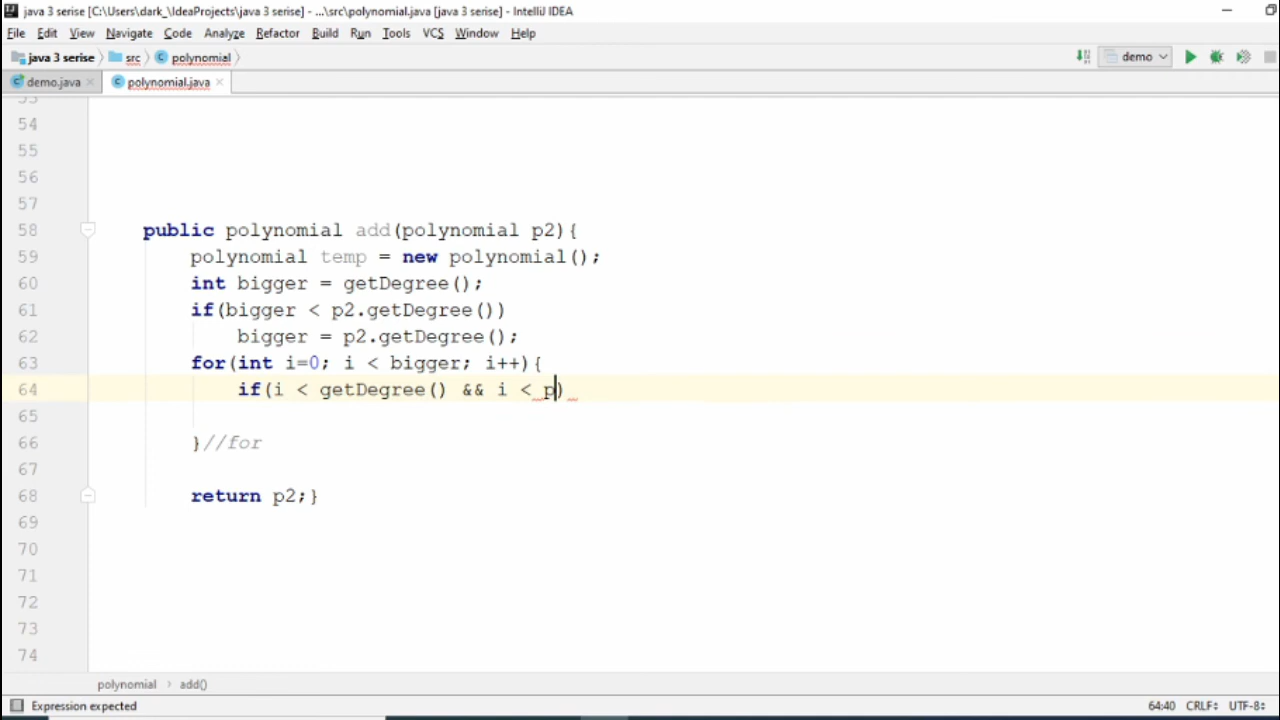 java 3 serise [C:\Users\dark_\IdeaProjects\java 3 serise] - ...\src\polynomial.java [java 3 serise] - IntelliJ IDEA
File Edit View Navigate Code Analyze Refactor Build Run Tools VCS Window Help
java 3 serise src polynomial demo
demo.java polynomial.java
53
54
55
56
57
58 public polynomial add(polynomial p2){
59 polynomial temp = new polynomial();
60 int bigger = getDegree();
61 if(bigger < p2.getDegree())
62 bigger = p2.getDegree();
63 for(int i=0; i < bigger; i++){
64 if(i < getDegree() && i < p)
65
66 }//for
67
68 return p2;}
69
70
71
72
73
74
polynomial › add()
Expression expected 64:40 CRLF: UTF-8: